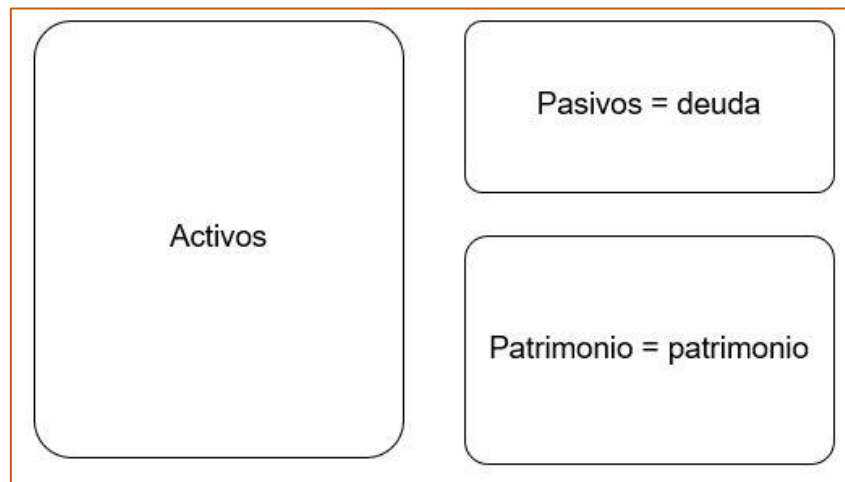 Activos
Pasivos = deuda
Patrimonio = patrimonio